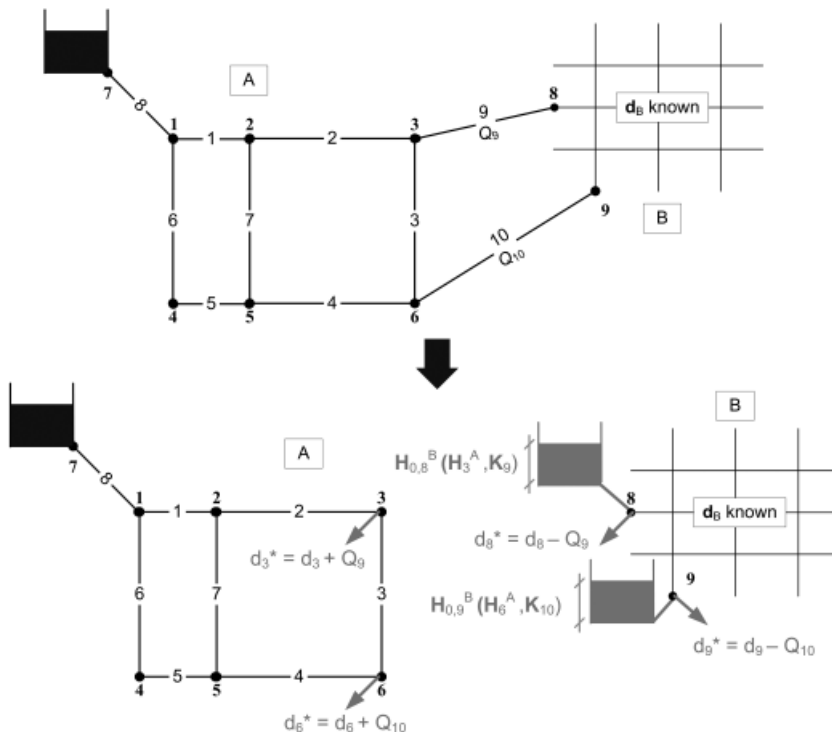 A
7
8
1
1
2
2
3
9
Q₉
8
d_B known
6
7
3
10
Q₁₀
9
B
4
5
5
4
6
A
7
8
1
1
2
2
3
d₃* = d₃ + Q₉
6
7
3
4
5
5
4
6
d₆* = d₆ + Q₁₀
B
H₀,₈ᴮ (H₃ᴬ, K₉)
8
d_B known
d₈* = d₈ – Q₉
9
H₀,₉ᴮ (H₆ᴬ, K₁₀)
d₉* = d₉ – Q₁₀